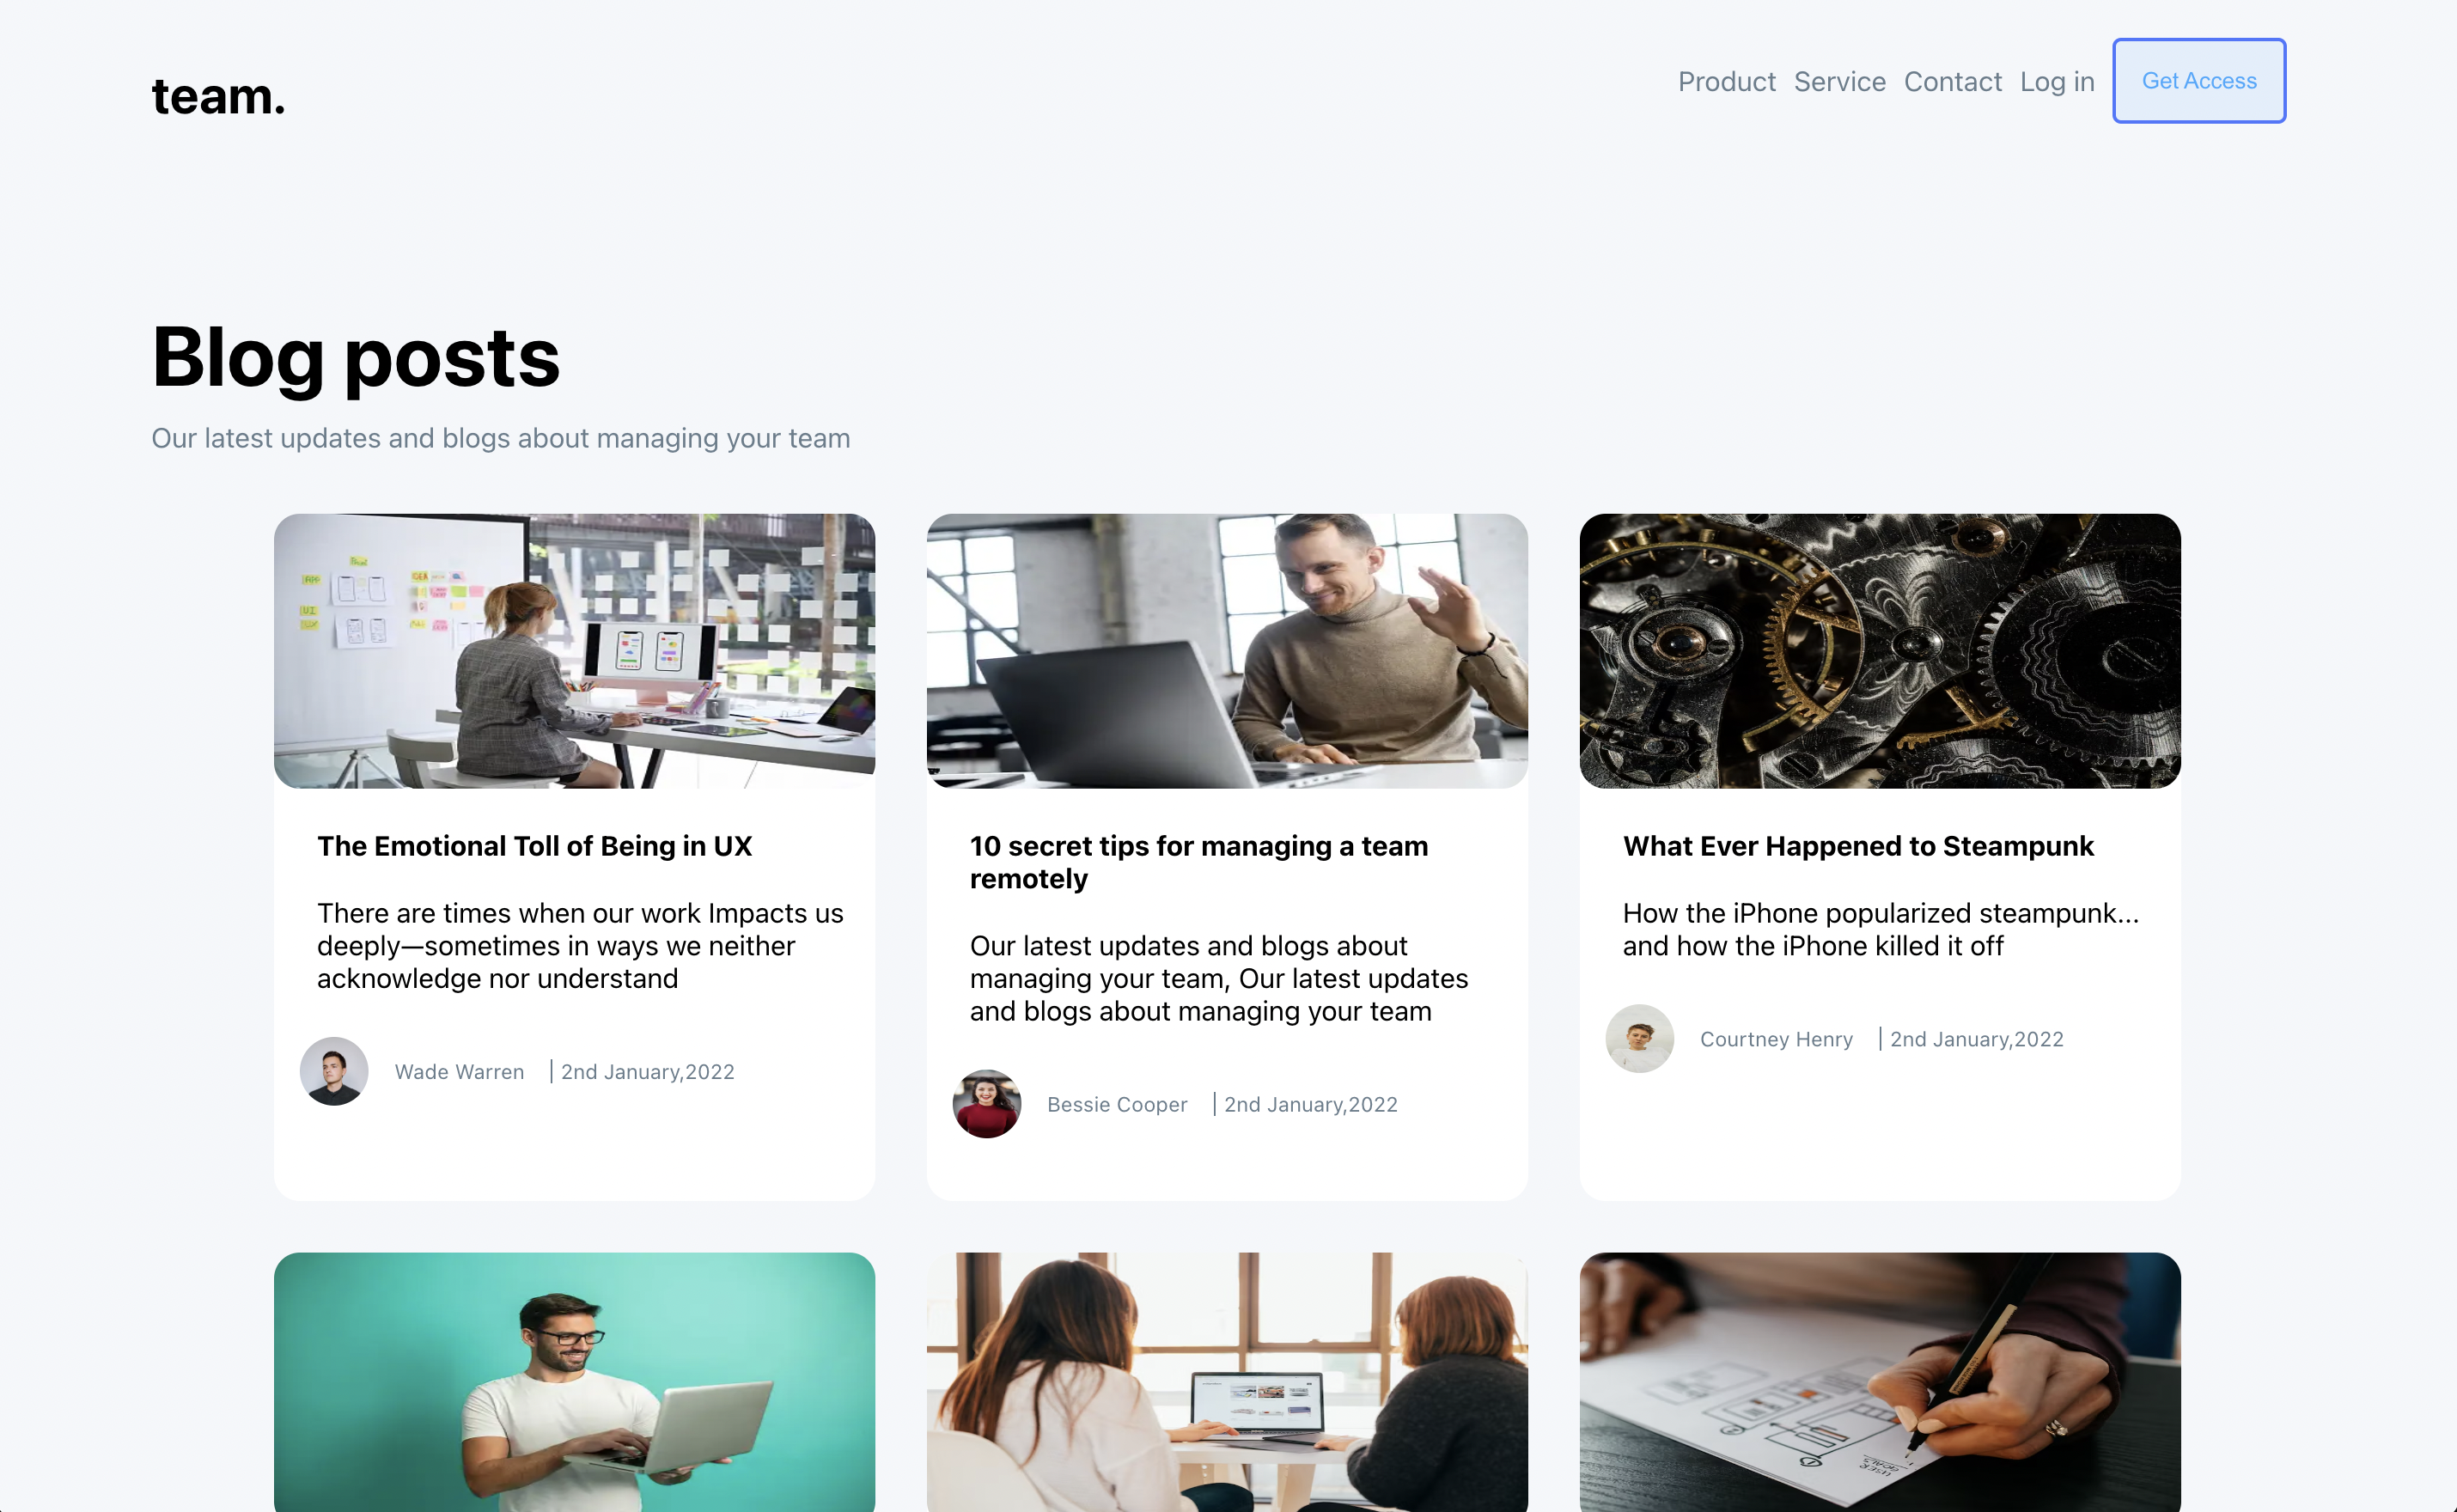 team.
Product Service Contact Log in Get Access
Blog posts
Our latest updates and blogs about managing your team
The Emotional Toll of Being in UX
There are times when our work Impacts us
deeply—sometimes in ways we neither
acknowledge nor understand
Wade Warren | 2nd January,2022
10 secret tips for managing a team
remotely
Our latest updates and blogs about
managing your team, Our latest updates
and blogs about managing your team
Bessie Cooper | 2nd January,2022
What Ever Happened to Steampunk
How the iPhone popularized steampunk...
and how the iPhone killed it off
Courtney Henry | 2nd January,2022
APP
UI
UX
USER
GOALS